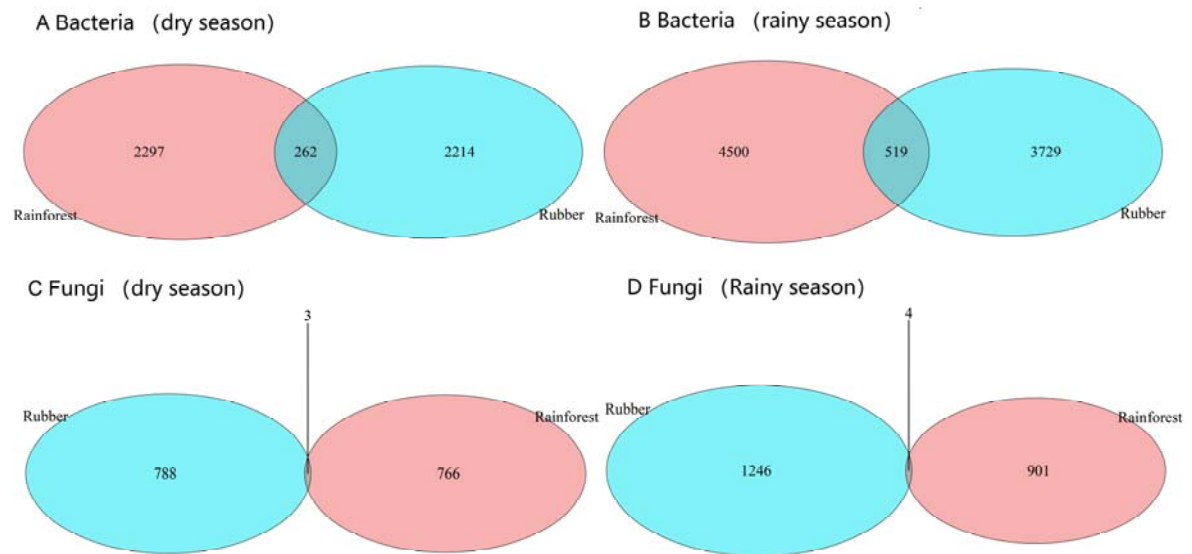 A Bacteria （dry season）
2297
262
2214
Rainforest
Rubber
B Bacteria （rainy season）
4500
519
3729
Rainforest
Rubber
C Fungi （dry season）
3
Rubber
Rainforest
788
766
D Fungi （Rainy season）
4
Rubber
Rainforest
1246
901